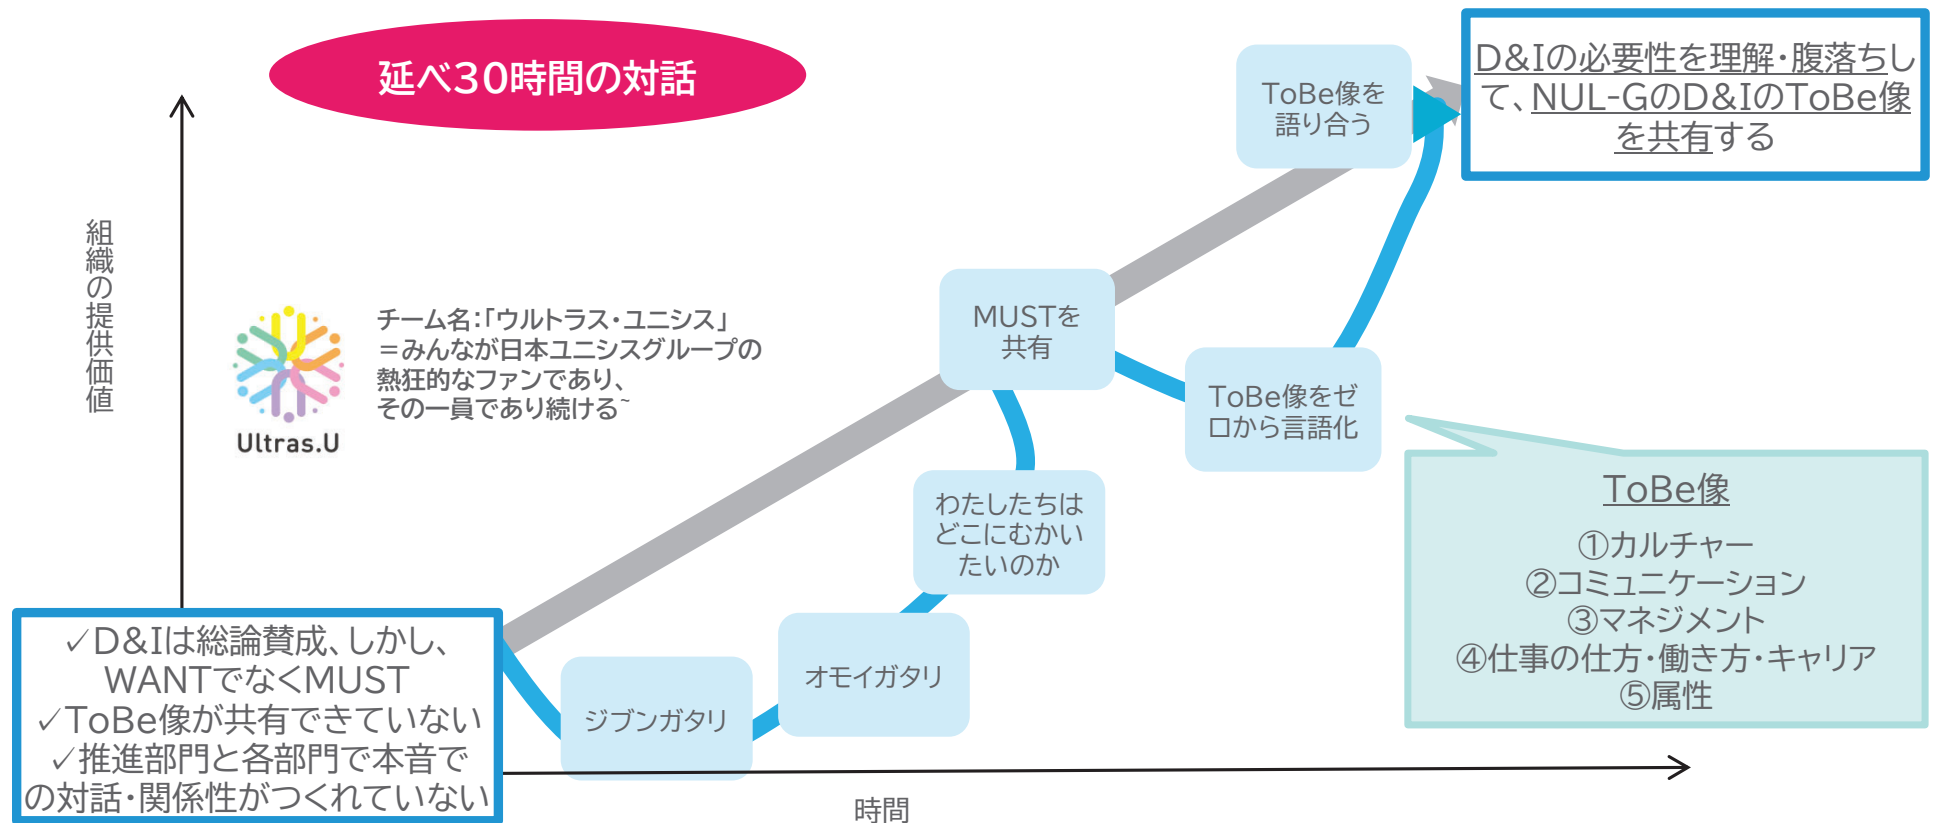 延べ30時間の対話
ToBe像を
語り合う
D&Iの必要性を理解・腹落ちし
て、NUL-GのD&IのToBe像
を共有する
組織の提供価値
チーム名:「ウルトラス・ユニシス」
=みんなが日本ユニシスグループの
熱狂的なファンであり、
その一員であり続ける~
Ultras.U
MUSTを
共有
ToBe像をゼ
ロから言語化
わたしたちは
どこにむかい
たいのか
オモイガタリ
ジブンガタリ
ToBe像
①カルチャー
②コミュニケーション
③マネジメント
④仕事の仕方・働き方・キャリア
⑤属性
✓D&Iは総論賛成、しかし、
WANTでなくMUST
✓ToBe像が共有できていない
✓推進部門と各部門で本音で
の対話・関係性がつくれていない
時間